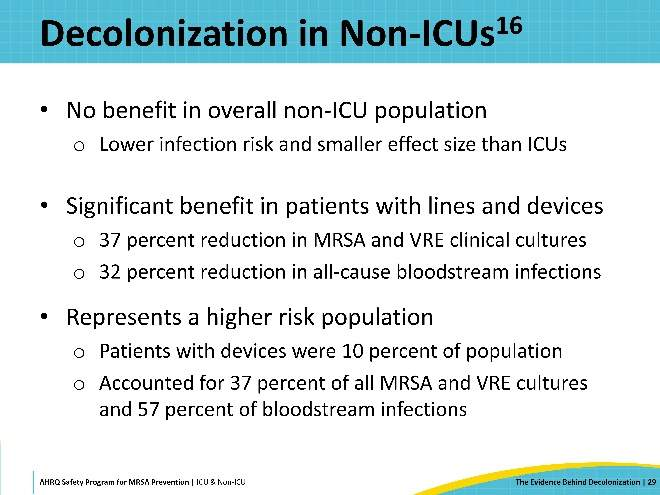 Decolonization in Non-ICUs16
• No benefit in overall non-ICU population
o Lower infection risk and smaller effect size than ICUs
• Significant benefit in patients with lines and devices
o 37 percent reduction in MRSA and VRE clinical cultures
o 32 percent reduction in all-cause bloodstream infections
• Represents a higher risk population
o Patients with devices were 10 percent of population
o Accounted for 37 percent of all MRSA and VRE cultures
and 57 percent of bloodstream infections
AHRQ Safety Program for MRSA Prevention | ICU & Non-ICU
The Evidence Behind Decolonization | 29